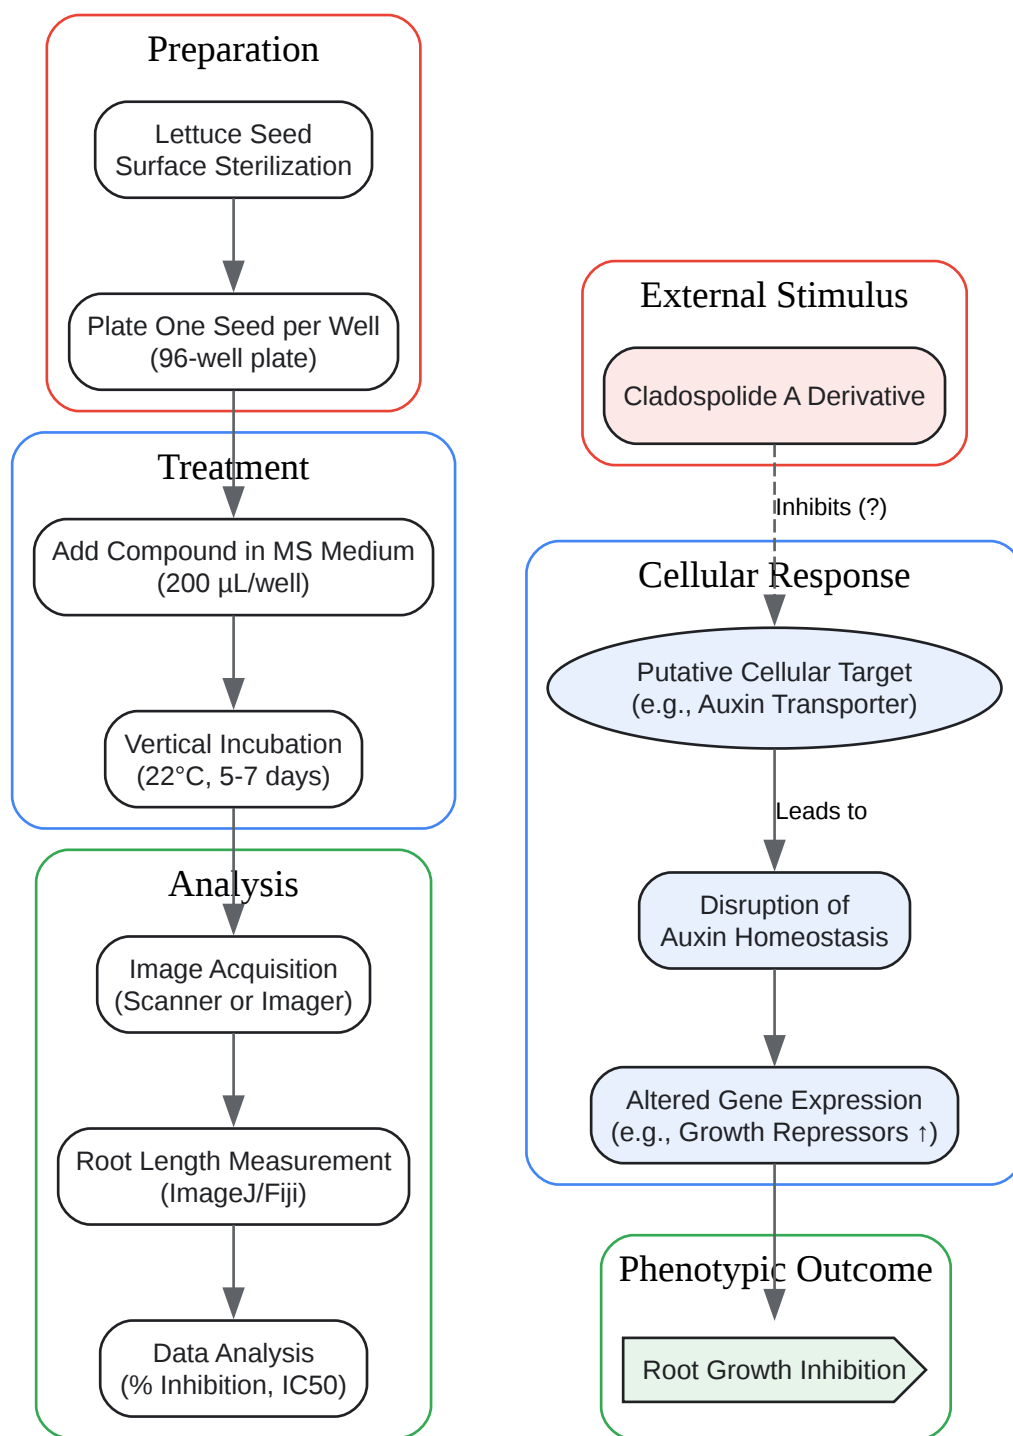 Preparation
Lettuce Seed
Surface Sterilization
Plate One Seed per Well
(96-well plate)
Treatment
Add Compound in MS Medium
(200 µL/well)
Vertical Incubation
(22°C, 5-7 days)
Analysis
Image Acquisition
(Scanner or Imager)
Root Length Measurement
(ImageJ/Fiji)
Data Analysis
(% Inhibition, IC50)
External Stimulus
Cladospolide A Derivative
Inhibits (?)
Cellular Response
Putative Cellular Target
(e.g., Auxin Transporter)
Leads to
Disruption of
Auxin Homeostasis
Altered Gene Expression
(e.g., Growth Repressors ↑)
Phenotypic Outcome
Root Growth Inhibition